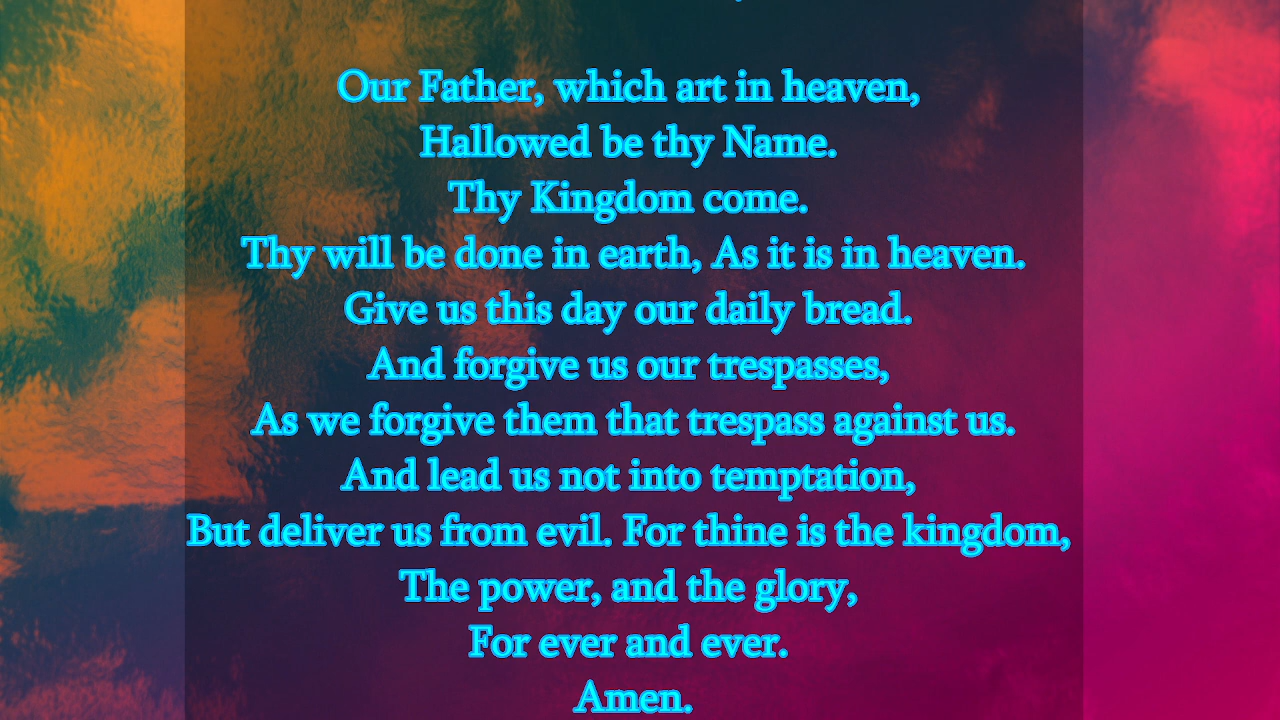 Our Father, which art in heaven,
Hallowed be thy Name.
Thy Kingdom come.
Thy will be done in earth, As it is in heaven.
Give us this day our daily bread.
And forgive us our trespasses,
As we forgive them that trespass against us.
And lead us not into temptation,
But deliver us from evil. For thine is the kingdom,
The power, and the glory,
For ever and ever.
Amen.